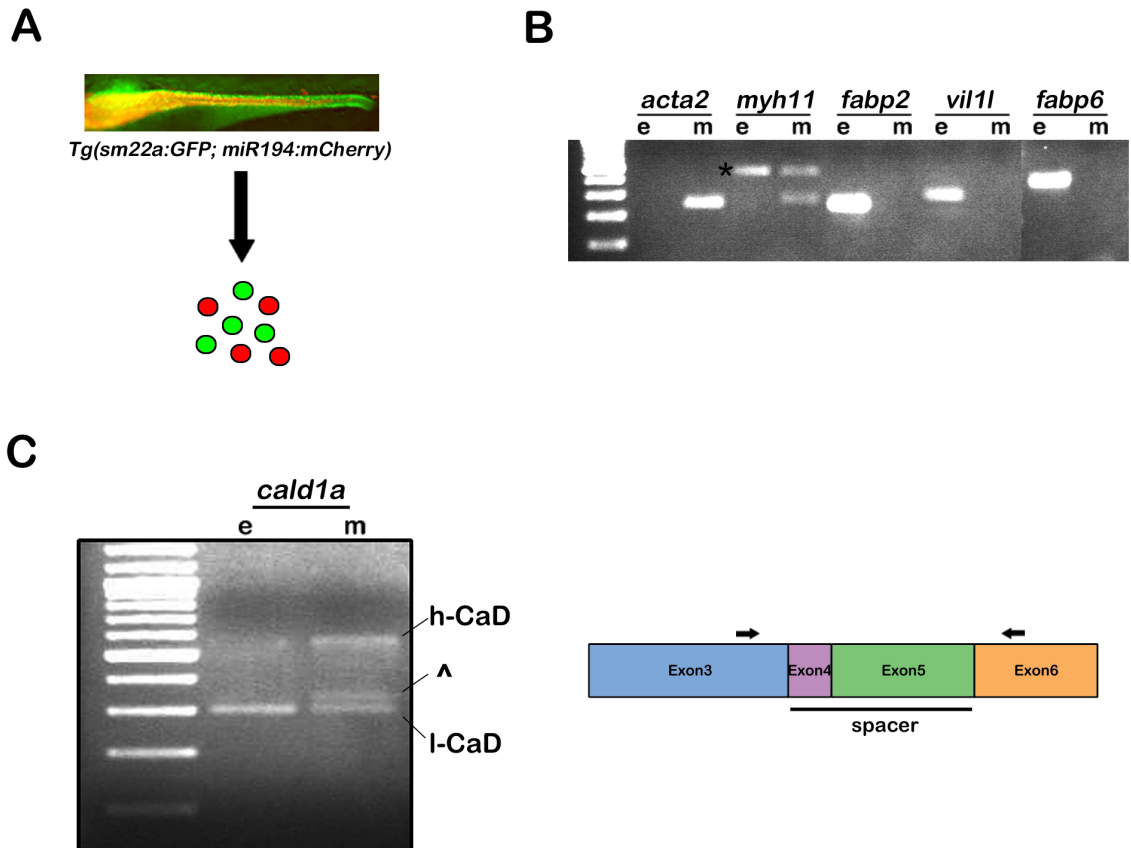 A
B
Tg(sm22a:GFP; miR194:mCherry)
acta2 myh11 fabp2 vil1l fabp6
e m e m e m e m e m
*
C
cald1a
e m
h-CaD
^
l-CaD
Exon3 Exon4 Exon5 Exon6
spacer